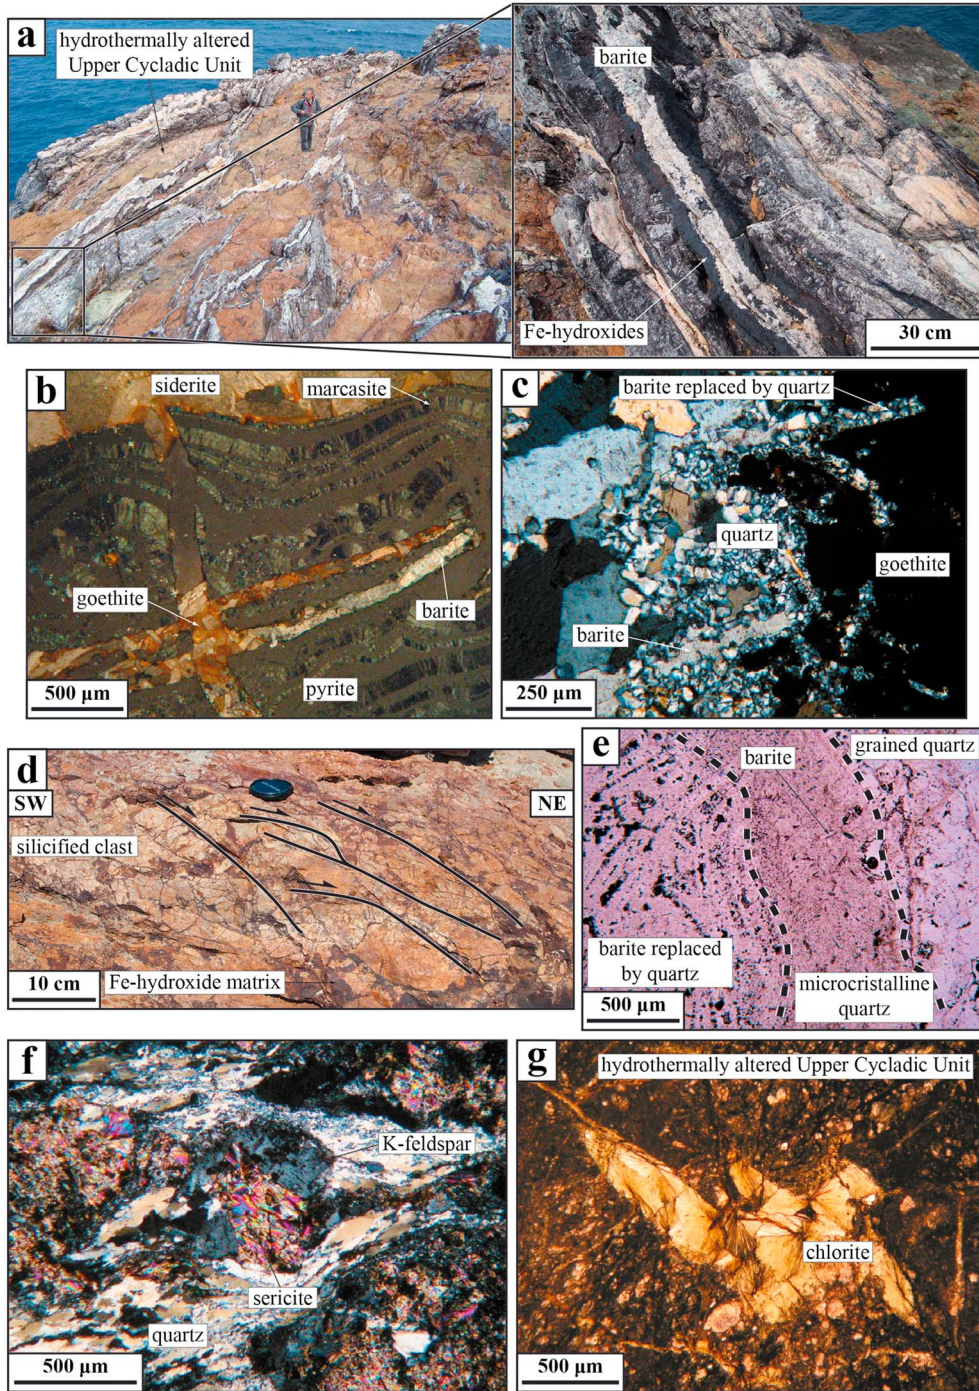 a
hydrothermally altered
Upper Cycladic Unit
barite
Fe-hydroxides
30 cm
b
siderite
marcasite
goethite
barite
pyrite
500 µm
c
barite replaced by quartz
quartz
goethite
barite
250 µm
d
SW
NE
silicified clast
Fe-hydroxide matrix
10 cm
e
grained quartz
barite
barite replaced
by quartz
microcristalline
quartz
500 µm
f
K-feldspar
sericite
quartz
500 µm
g
hydrothermally altered Upper Cycladic Unit
chlorite
500 µm